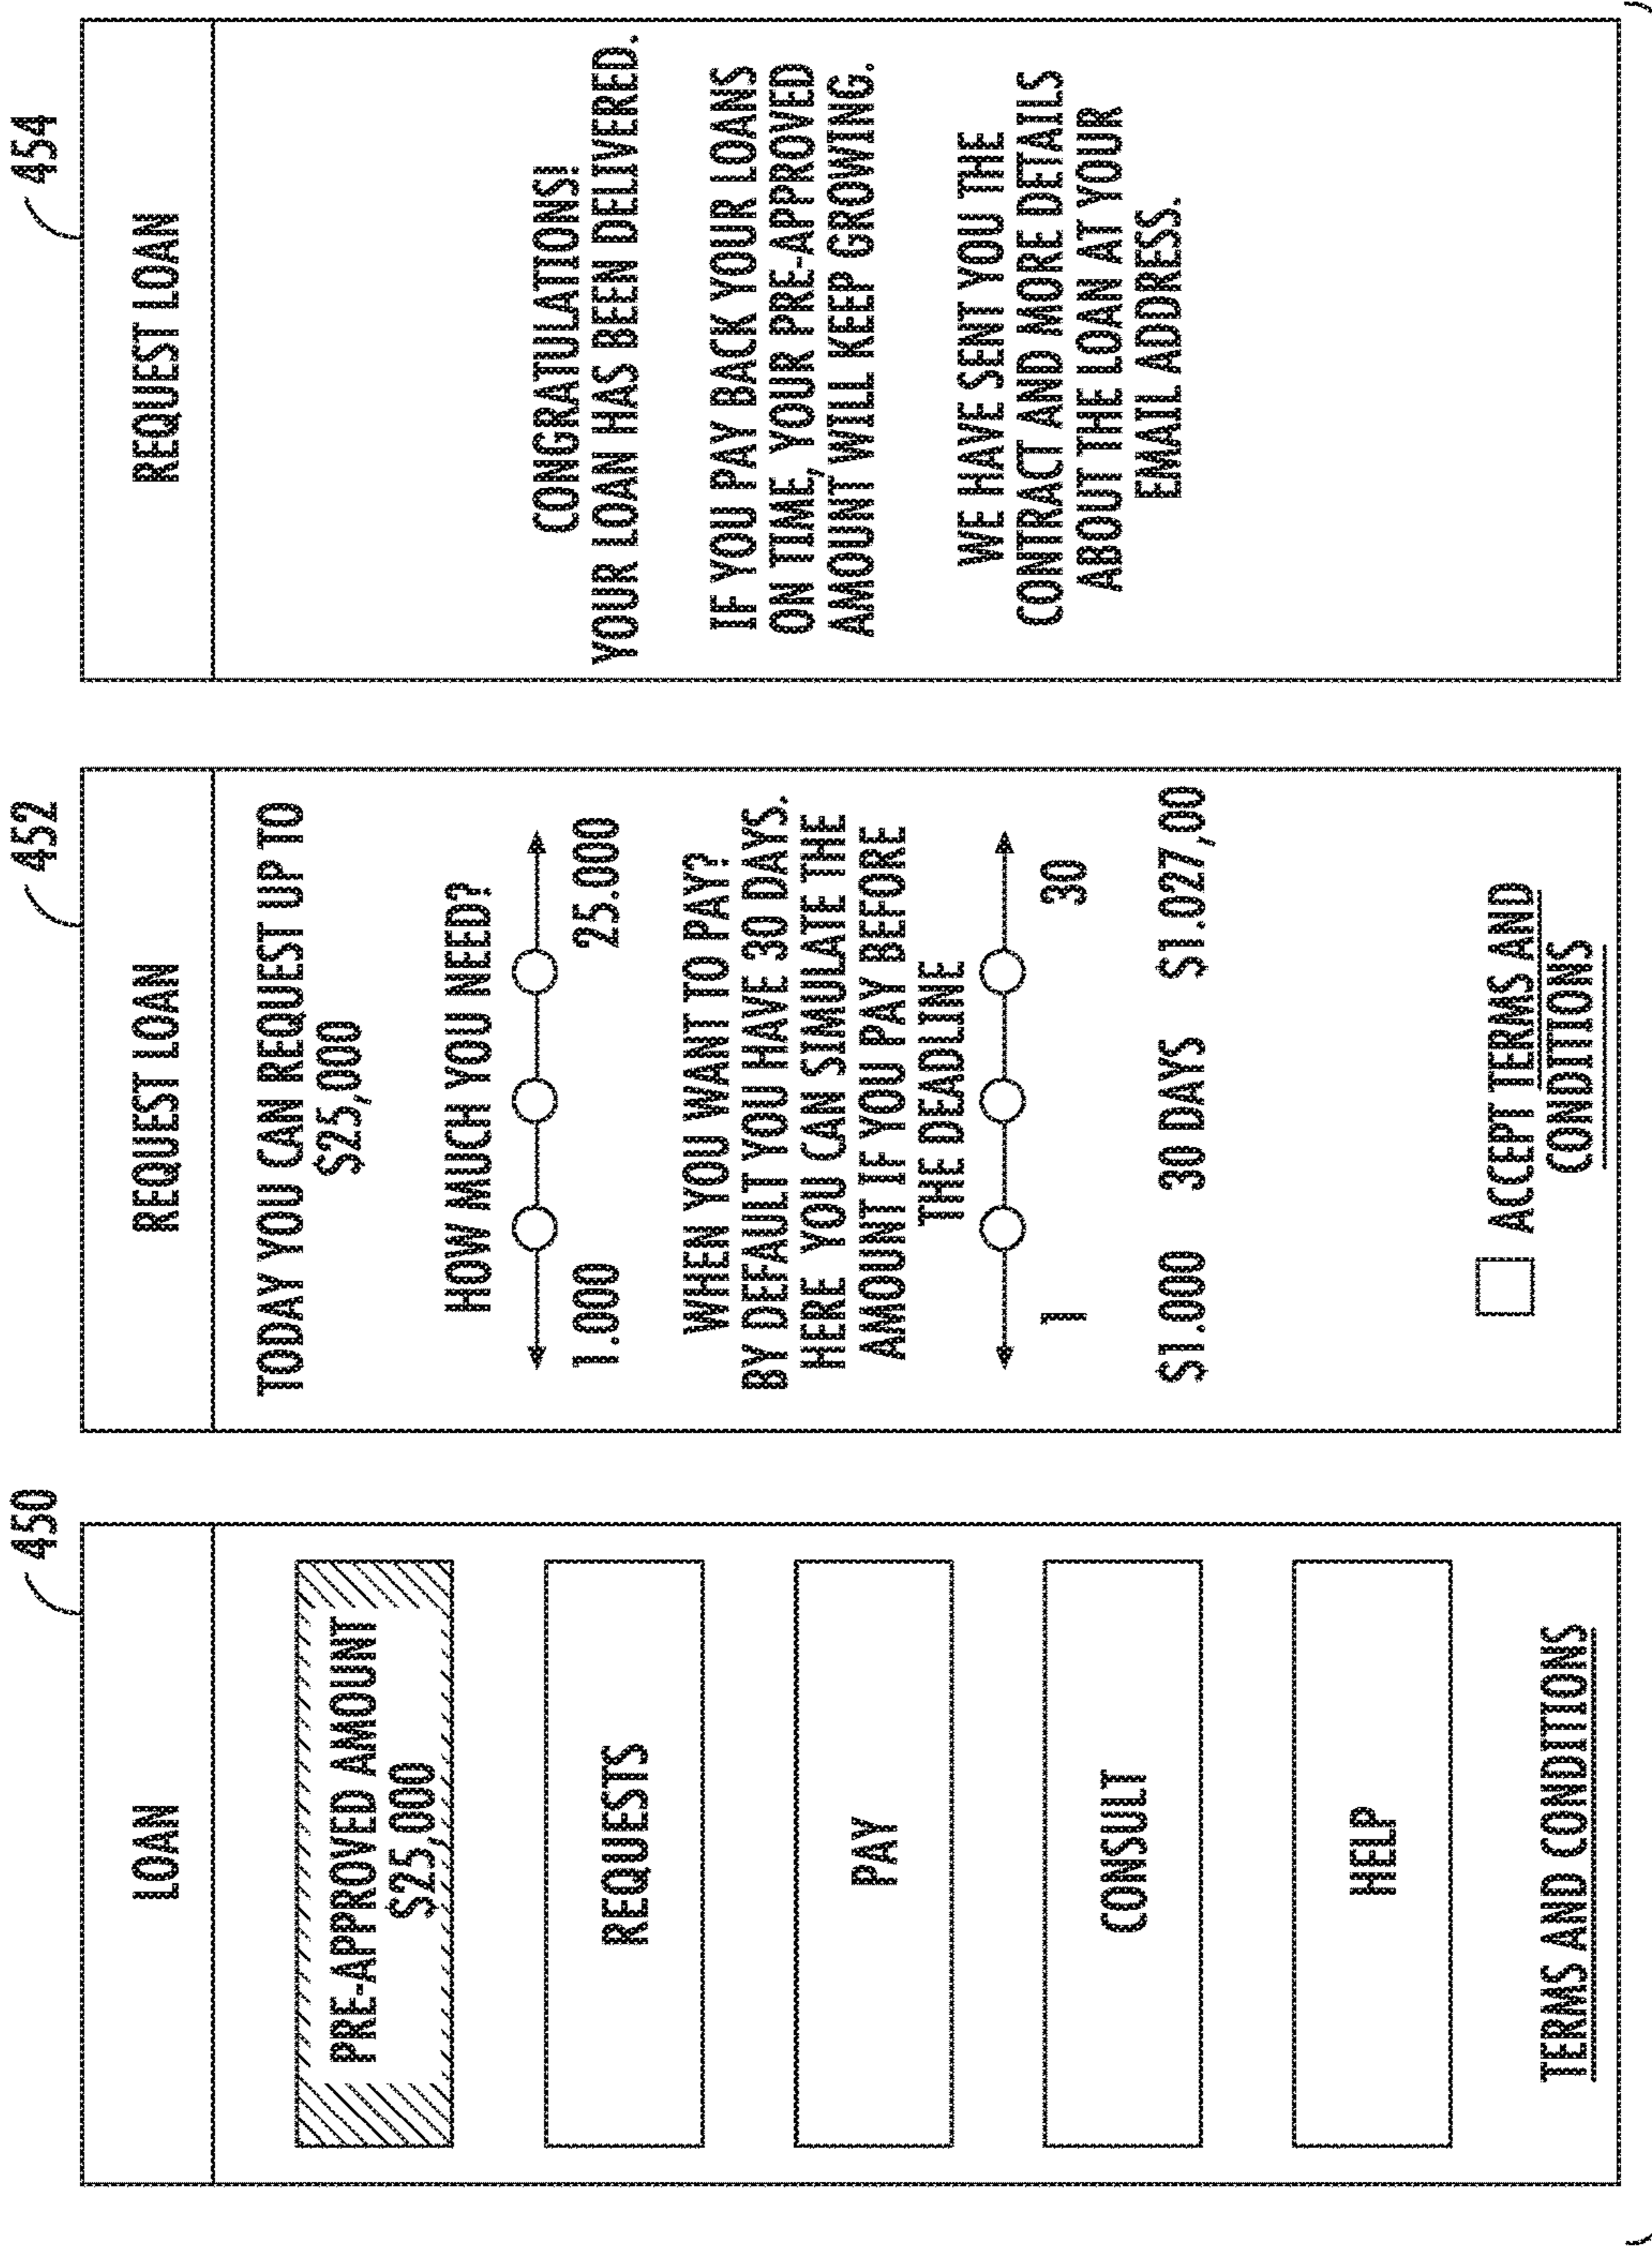 450
LOAN
PRE-APPROVED AMOUNT
$25,000
REQUESTS
PAY
CONSULT
HELP
TERMS AND CONDITIONS
452
REQUEST LOAN
TODAY YOU CAN REQUEST UP TO
$25,000
HOW MUCH YOU NEED?
1.000 25.000
WHEN YOU WANT TO PAY?
BY DEFAULT YOU HAVE 30 DAYS.
HERE YOU CAN SIMULATE THE
AMOUNT IF YOU PAY BEFORE
THE DEADLINE
1 30
$1.000 30 DAYS $1.027,00
ACCEPT TERMS AND
CONDITIONS
454
REQUEST LOAN
CONGRATULATIONS!
YOUR LOAN HAS BEEN DELIVERED.
IF YOU PAY BACK YOUR LOANS
ON TIME, YOUR PRE-APPROVED
AMOUNT WILL KEEP GROWING.
WE HAVE SENT YOU THE
CONTRACT AND MORE DETAILS
ABOUT THE LOAN AT YOUR
EMAIL ADDRESS.